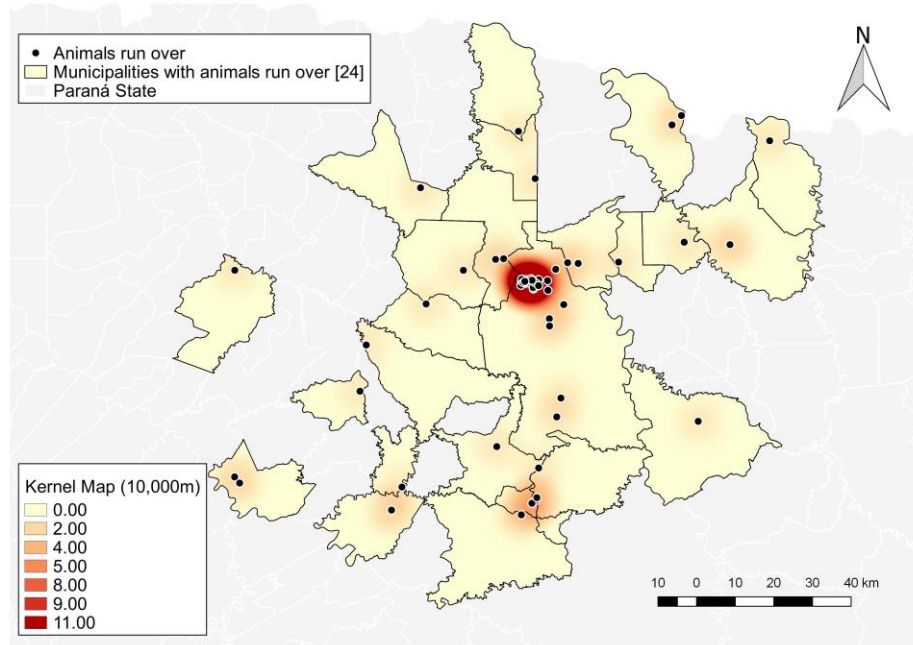 Animals run over
Municipalities with animals run over [24]
Paraná State
N
Kernel Map (10,000m)
0.00
2.00
4.00
5.00
8.00
9.00
11.00
10 0 10 20 30 40 km